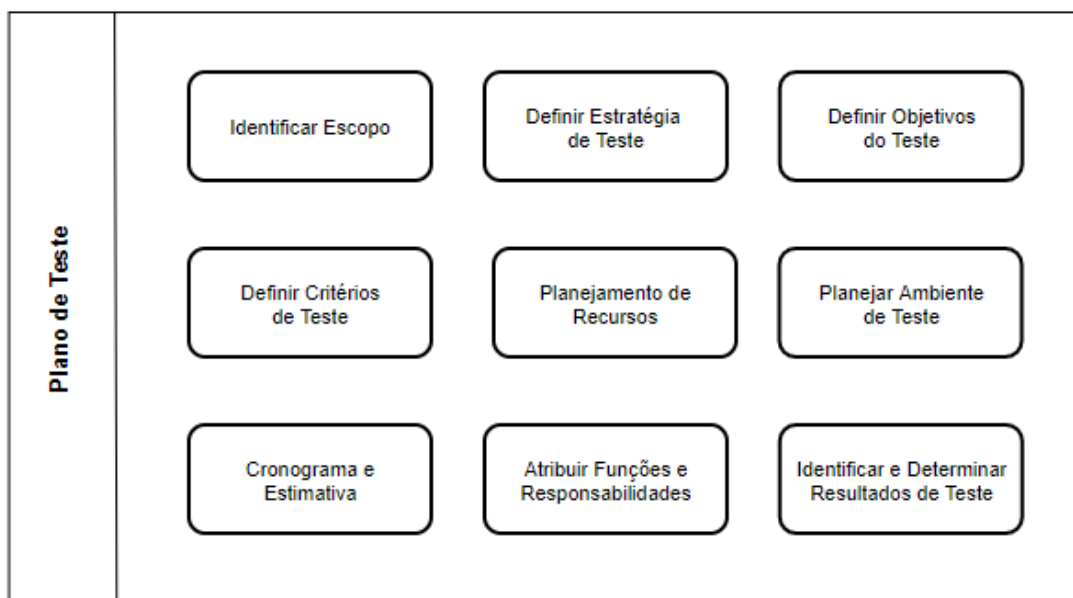 Plano de Teste
Identificar Escopo
Definir Estratégia
de Teste
Definir Objetivos
do Teste
Definir Critérios
de Teste
Planejamento de
Recursos
Planejar Ambiente
de Teste
Cronograma e
Estimativa
Atribuir Funções e
Responsabilidades
Identificar e Determinar
Resultados de Teste